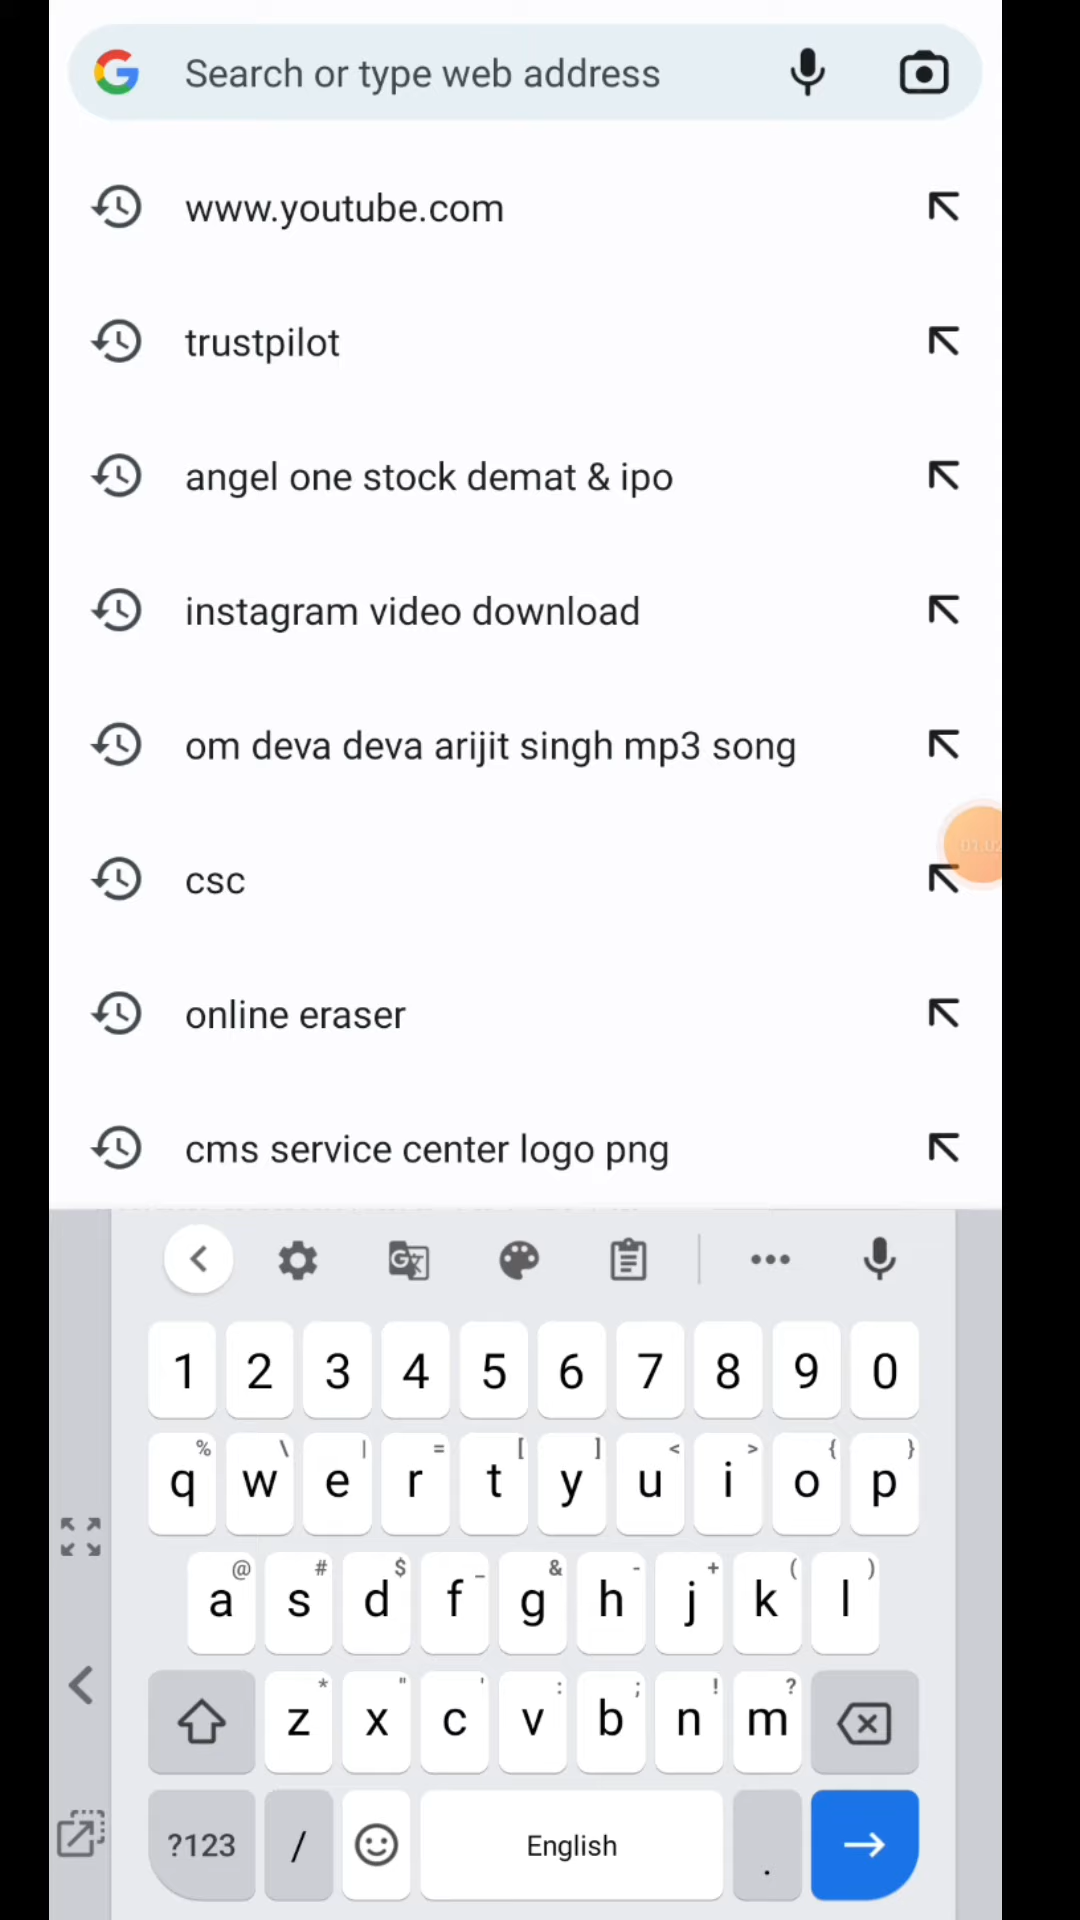 Search or type web address
www.youtube.com
trustpilot
angel one stock demat & ipo
instagram video download
om deva deva arijit singh mp3 song
01:02
csc
online eraser
cms service center logo png
1 2 3 4 5 6 7 8 9 0
% \ | = [ ] < > { }
q w e r t y u i o p
@ # $ _ & - + ( )
a s d f g h j k l
* " ' : ; ! ?
z x c v b n m
?123 / English .